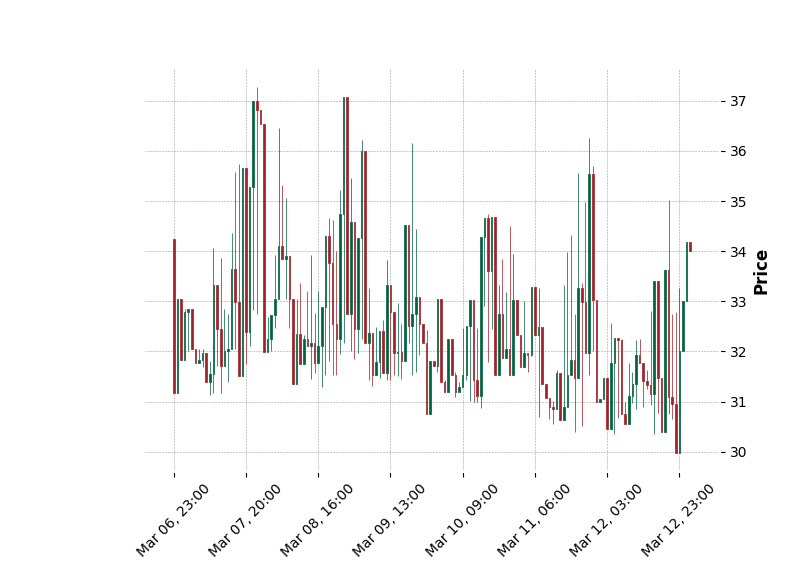 37
36
35
34
33
32
31
30
Price
Mar 06, 23:00
Mar 07, 20:00
Mar 08, 16:00
Mar 09, 13:00
Mar 10, 09:00
Mar 11, 06:00
Mar 12, 03:00
Mar 12, 23:00